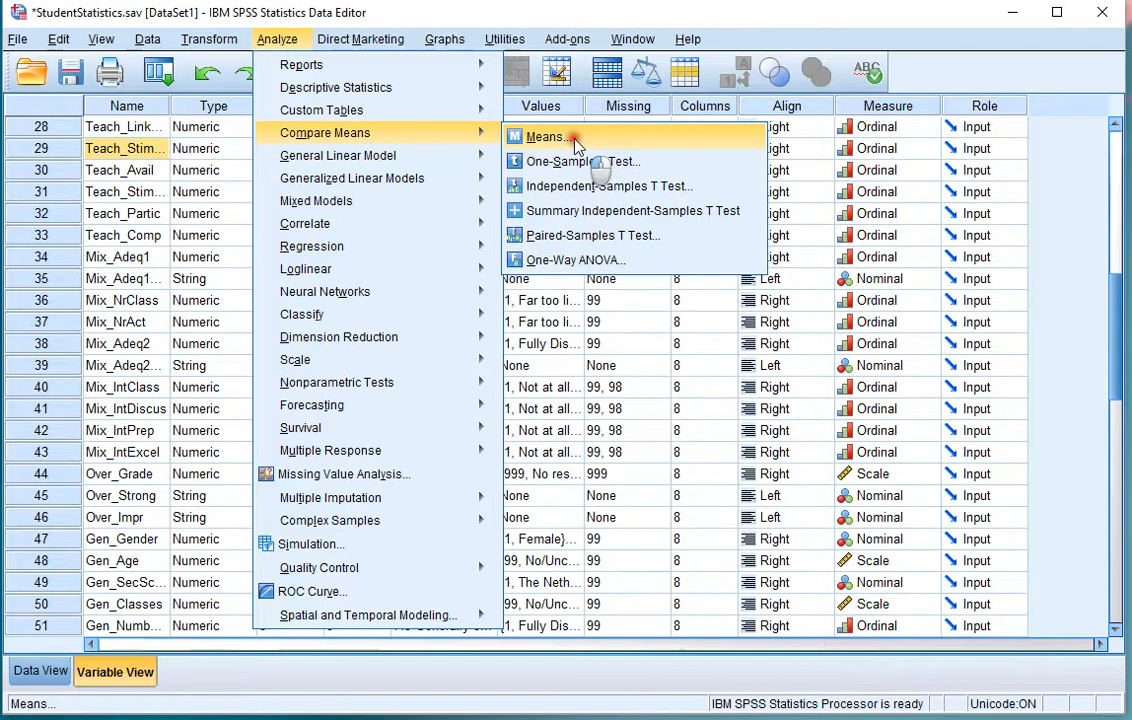 *StudentStatistics.sav [DataSet1] - IBM SPSS Statistics Data Editor
File Edit View Data Transform Analyze Direct Marketing Graphs Utilities Add-ons Window Help
ABC
Reports
Descriptive Statistics
Custom Tables
Compare Means
General Linear Model
Generalized Linear Models
Mixed Models
Correlate
Regression
Loglinear
Neural Networks
Classify
Dimension Reduction
Scale
Nonparametric Tests
Forecasting
Survival
Multiple Response
Missing Value Analysis...
Multiple Imputation
Complex Samples
Simulation...
Quality Control
ROC Curve...
Spatial and Temporal Modeling...
Means...
One-Sample T Test...
Independent-Samples T Test...
Summary Independent-Samples T Test
Paired-Samples T Test...
One-Way ANOVA...
Name Type Values Missing Columns Align Measure Role
28 Teach_Link... Numeric Right Ordinal Input
29 Teach_Stim... Numeric Right Ordinal Input
30 Teach_Avail Numeric Right Ordinal Input
31 Teach_Stim... Numeric Right Ordinal Input
32 Teach_Partic Numeric Right Ordinal Input
33 Teach_Comp Numeric Right Ordinal Input
34 Mix_Adeq1 Numeric Right Ordinal Input
35 Mix_Adeq1... String None None 8 Left Nominal Input
36 Mix_NrClass Numeric {1, Far too li... 99 8 Right Ordinal Input
37 Mix_NrAct Numeric {1, Far too li... 99 8 Right Ordinal Input
38 Mix_Adeq2 Numeric {1, Fully Dis... 99 8 Right Ordinal Input
39 Mix_Adeq2... String None None 8 Left Nominal Input
40 Mix_IntClass Numeric {1, Not at all... 99, 98 8 Right Ordinal Input
41 Mix_IntDiscus Numeric {1, Not at all... 99, 98 8 Right Ordinal Input
42 Mix_IntPrep Numeric {1, Not at all... 99, 98 8 Right Ordinal Input
43 Mix_IntExcel Numeric {1, Not at all... 99, 98 8 Right Ordinal Input
44 Over_Grade Numeric {999, No res... 999 8 Right Scale Input
45 Over_Strong String None None 8 Left Nominal Input
46 Over_Impr String None None 8 Left Nominal Input
47 Gen_Gender Numeric {1, Female}... 99 8 Right Nominal Input
48 Gen_Age Numeric {99, No/Unc... 99 8 Right Scale Input
49 Gen_SecSc... Numeric {1, The Neth... 99 8 Right Nominal Input
50 Gen_Classes Numeric {99, No/Unc... 99 8 Right Scale Input
51 Gen_Numb... Numeric {1, Fully Dis... 99 8 Right Ordinal Input
Data View Variable View
Means... IBM SPSS Statistics Processor is ready Unicode:ON